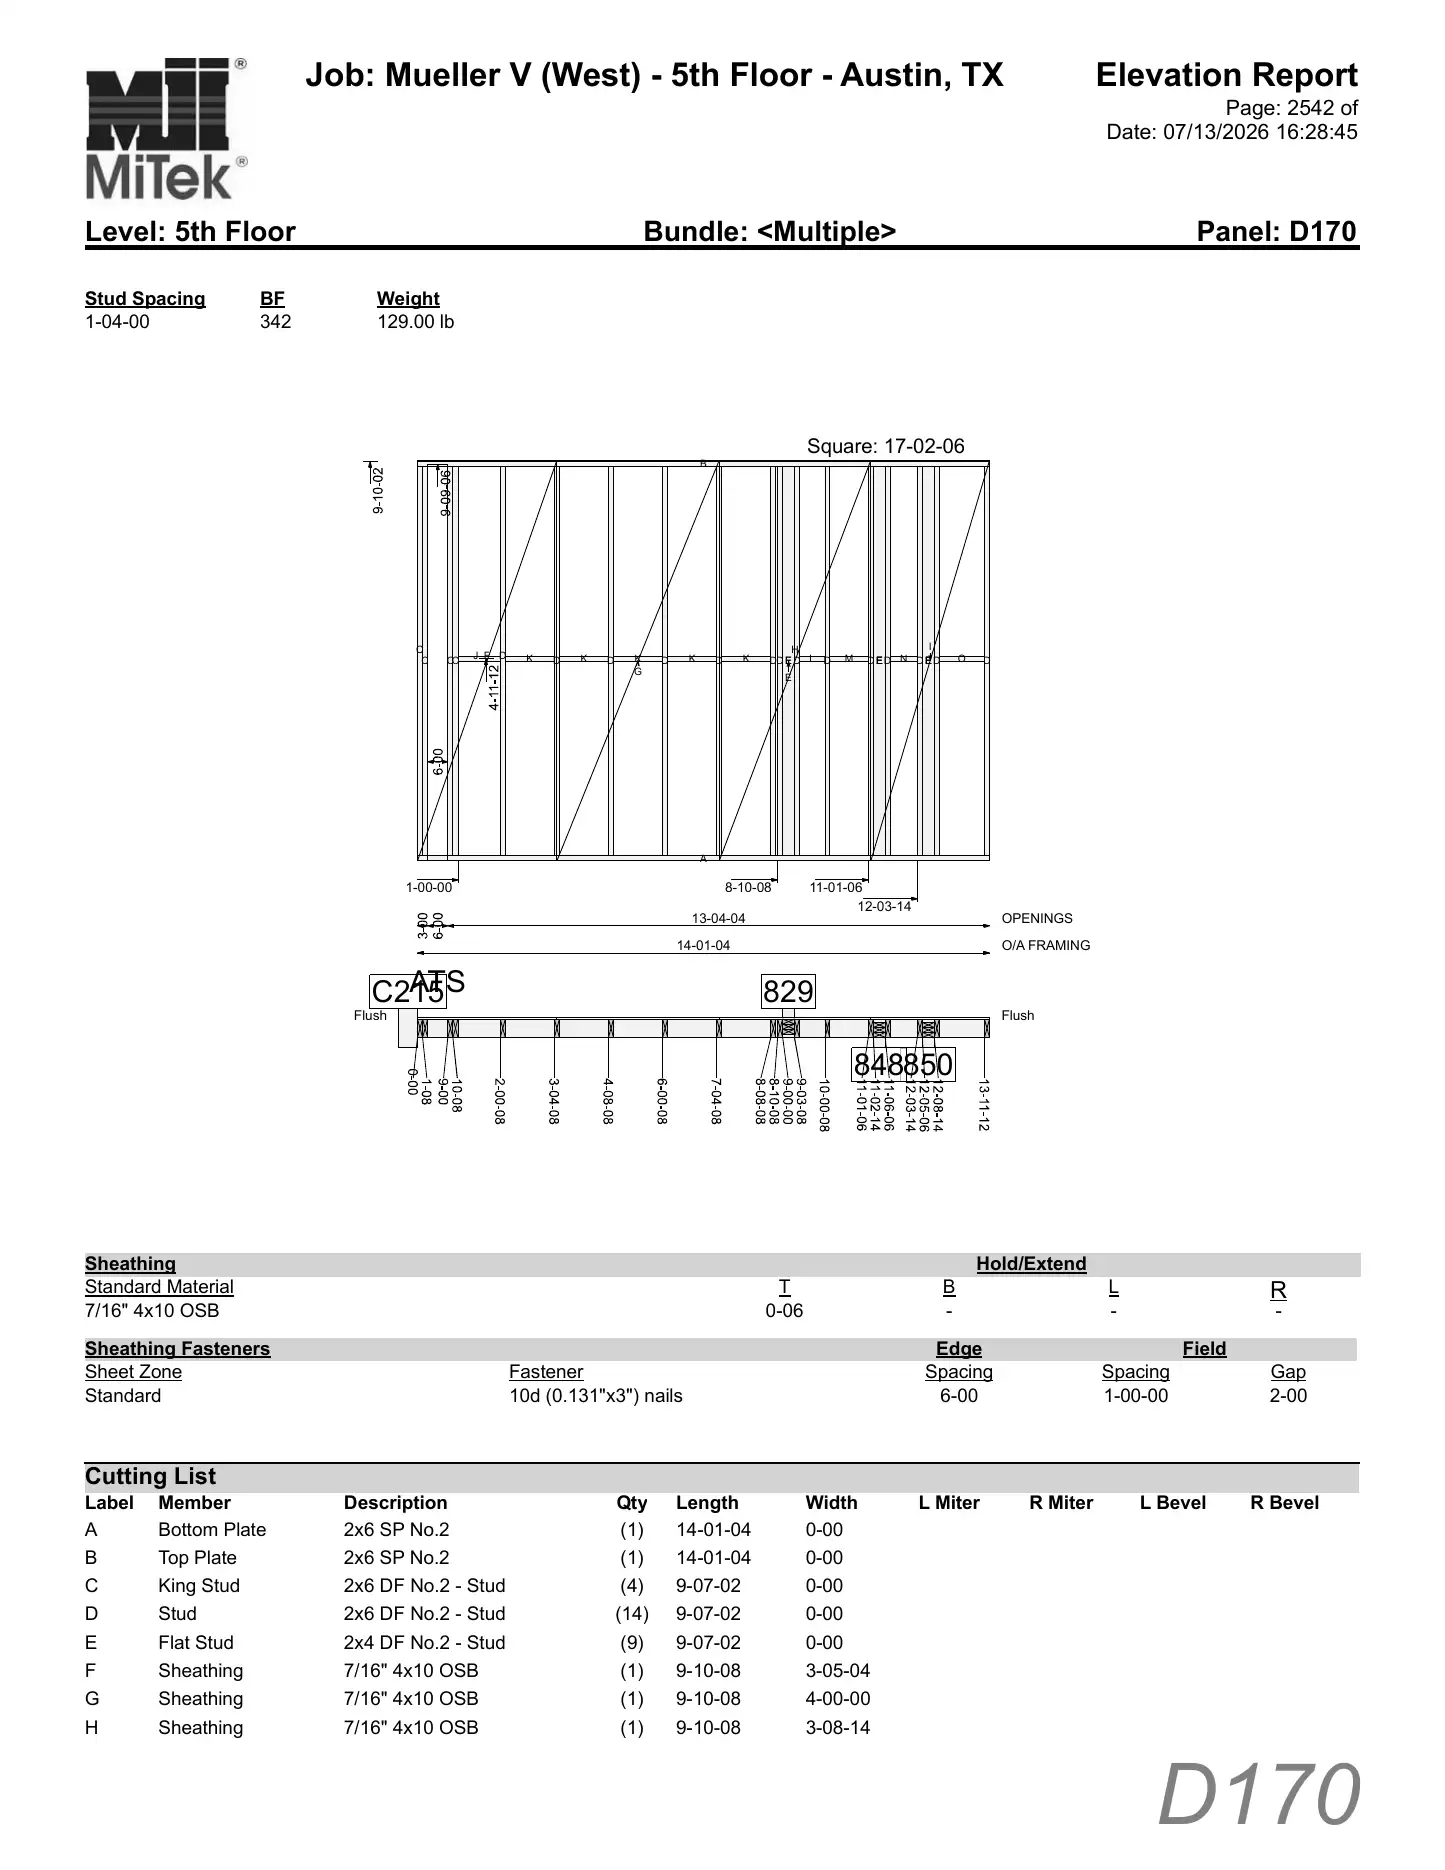 MiTek®
Job: Mueller V (West) - 5th Floor - Austin, TX
Elevation Report
Page: 2542 of
Date: 07/13/2026 16:28:45
Level: 5th Floor Bundle: <Multiple> Panel: D170
Stud Spacing BF Weight
1-04-00 342 129.00 lb
Square: 17-02-06
B
9-10-02
9-09-06
C
J F D K K K K K E H L M E N E I O
G
E
4-11-12
6-00
A
1-00-00 8-10-08 11-01-06
12-03-14
3-00 6-00 13-04-04 OPENINGS
14-01-04 O/A FRAMING
ATS
C215 829
Flush Flush
848 850
0-00 1-08 9-00 10-08 2-00-08 3-04-08 4-08-08 6-00-08 7-04-08 8-08-08 8-10-08 9-00-00 9-03-08 10-00-08 11-01-06 11-02-14 11-06-06 12-03-14 12-05-06 12-08-14 13-11-12
Sheathing Hold/Extend
Standard Material T B L R
7/16" 4x10 OSB 0-06 - - -
Sheathing Fasteners Edge Field
Sheet Zone Fastener Spacing Spacing Gap
Standard 10d (0.131"x3") nails 6-00 1-00-00 2-00
Cutting List
Label Member Description Qty Length Width L Miter R Miter L Bevel R Bevel
A Bottom Plate 2x6 SP No.2 (1) 14-01-04 0-00
B Top Plate 2x6 SP No.2 (1) 14-01-04 0-00
C King Stud 2x6 DF No.2 - Stud (4) 9-07-02 0-00
D Stud 2x6 DF No.2 - Stud (14) 9-07-02 0-00
E Flat Stud 2x4 DF No.2 - Stud (9) 9-07-02 0-00
F Sheathing 7/16" 4x10 OSB (1) 9-10-08 3-05-04
G Sheathing 7/16" 4x10 OSB (1) 9-10-08 4-00-00
H Sheathing 7/16" 4x10 OSB (1) 9-10-08 3-08-14
D170